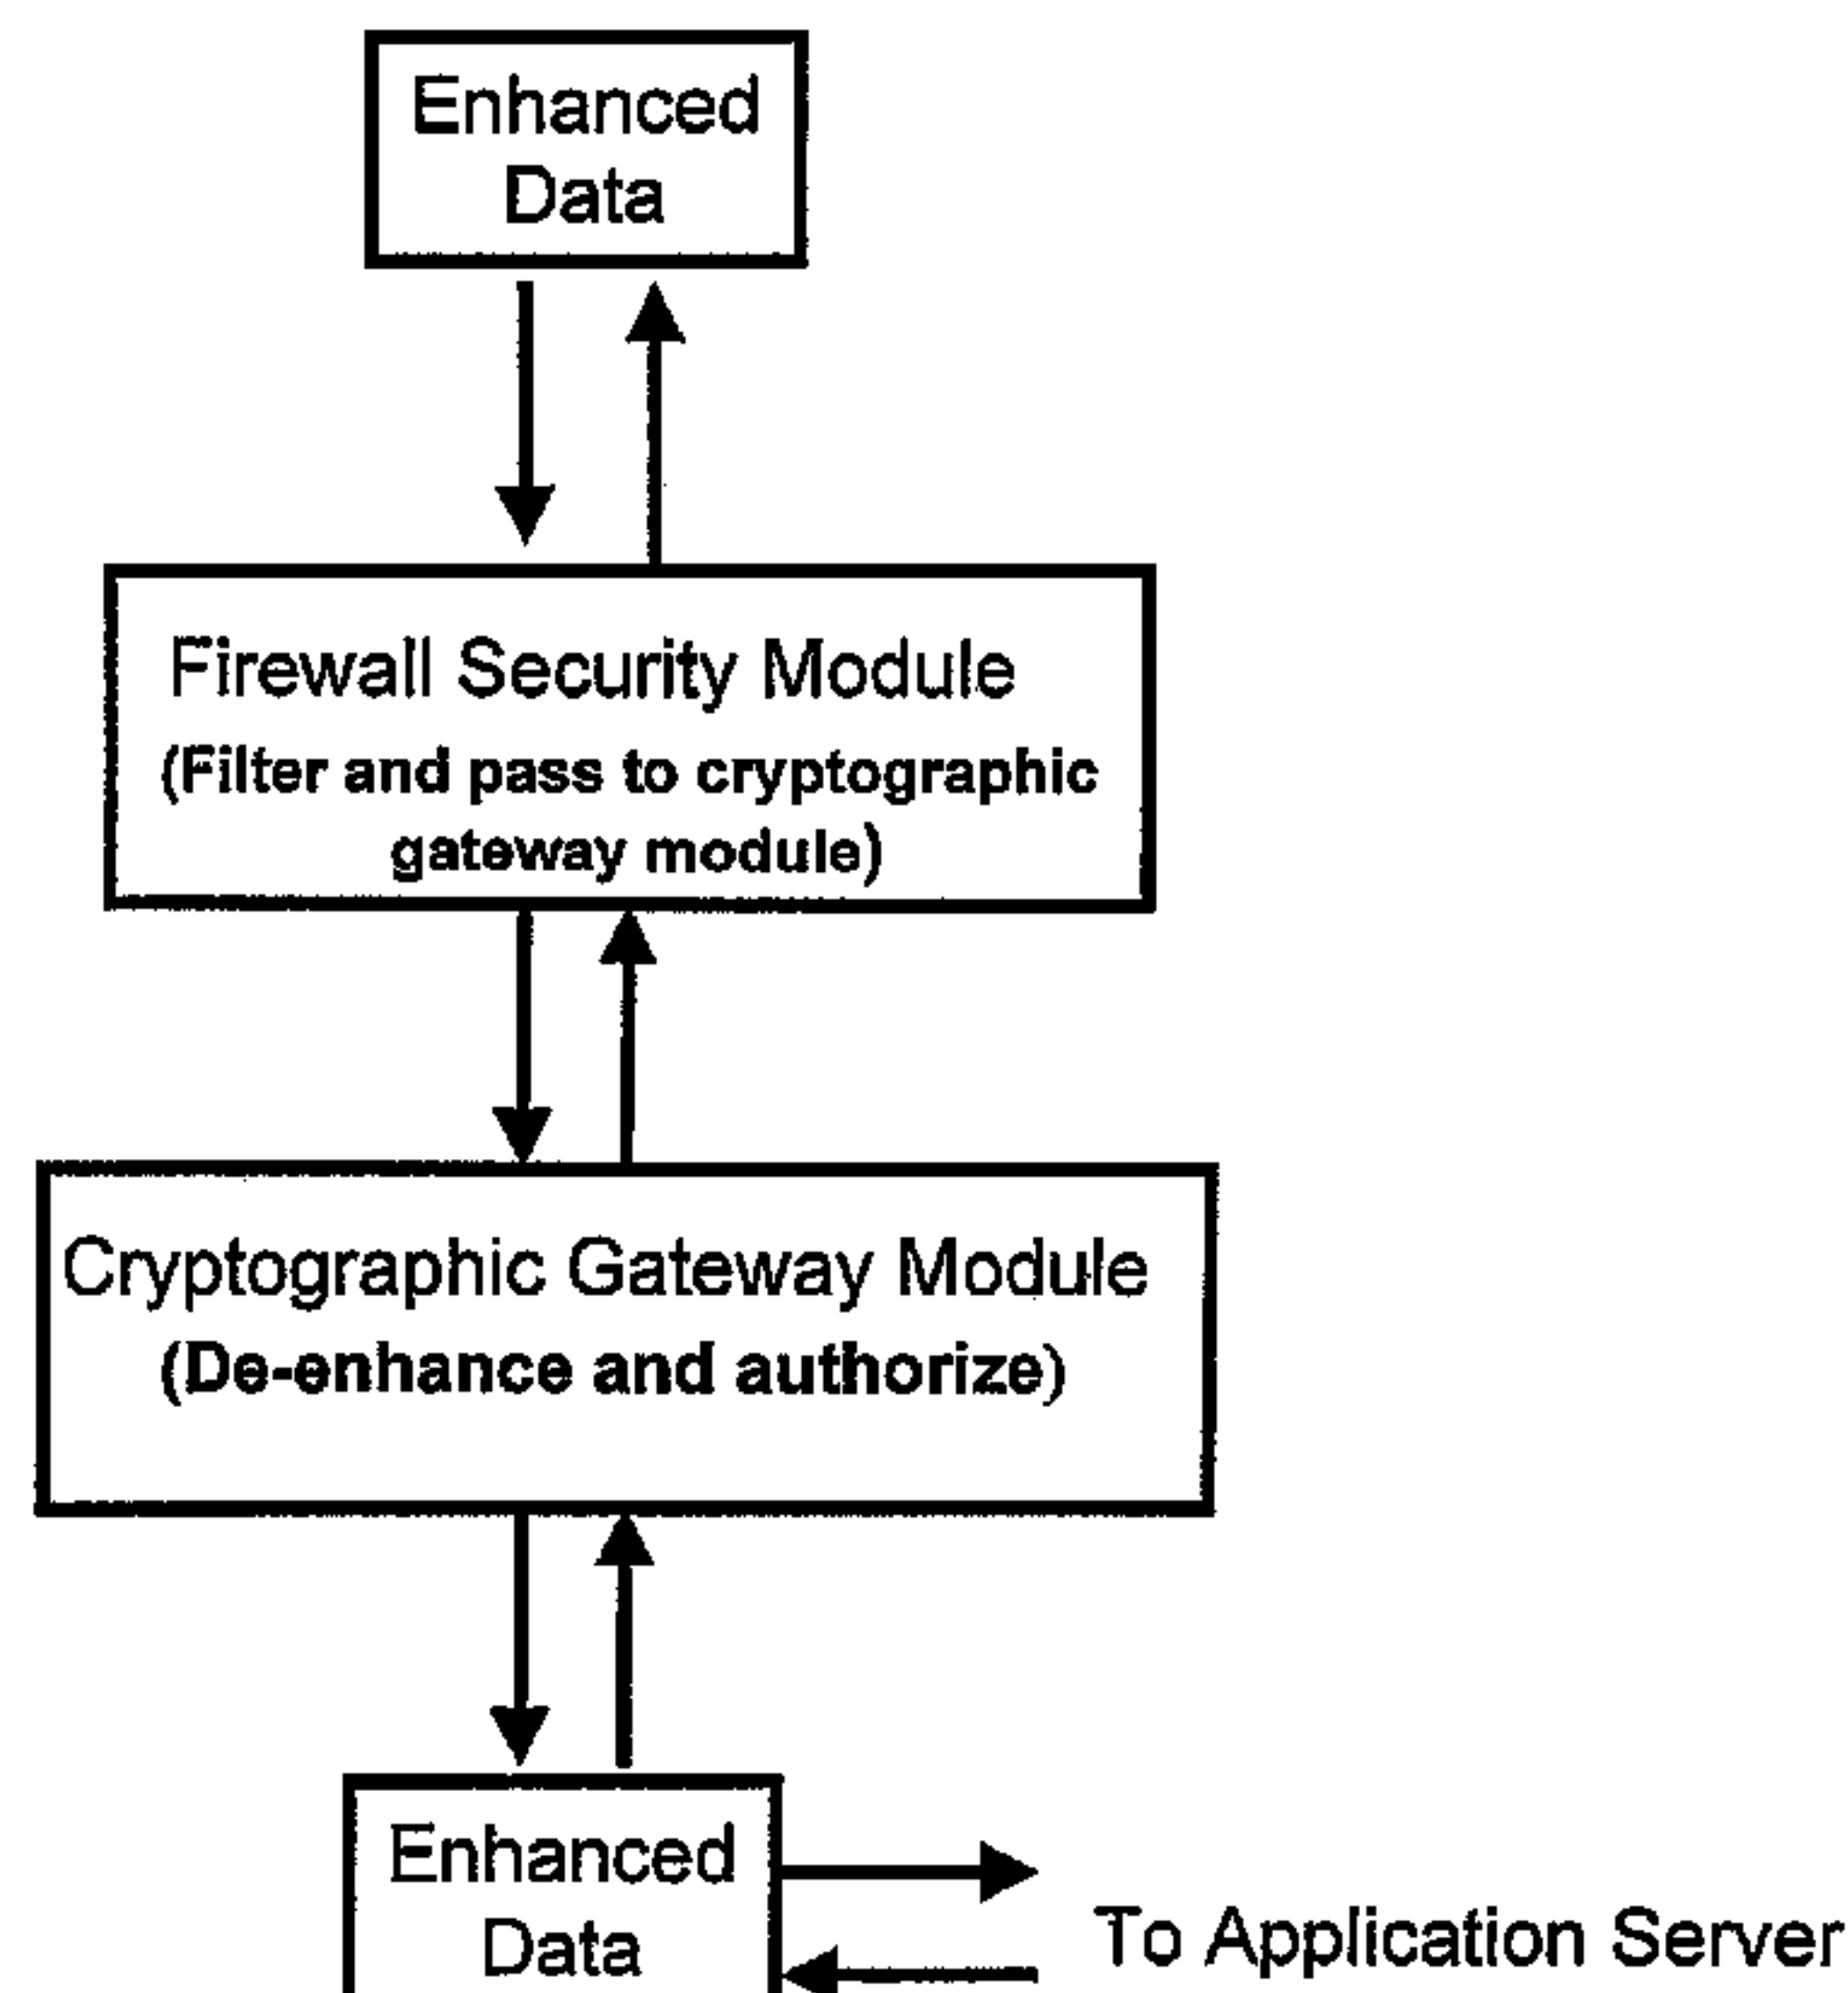 Enhanced
Data
Firewall Security Module
(Filter and pass to cryptographic
gateway module)
Cryptographic Gateway Module
(De-enhance and authorize)
Enhanced
Data
To Application Server